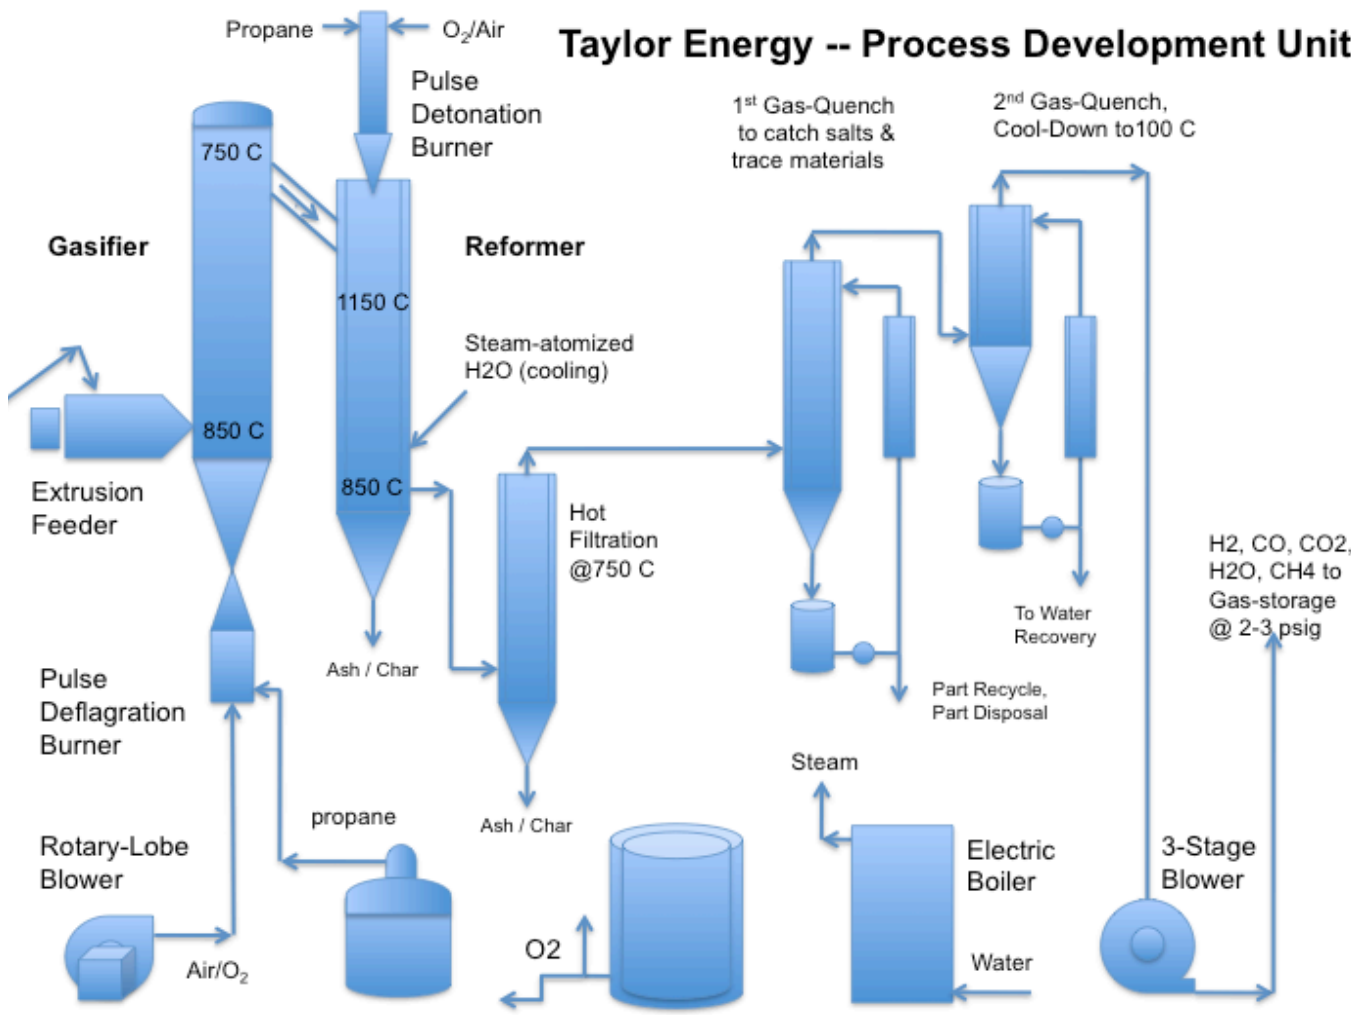 Taylor Energy -- Process Development Unit
Propane
O₂/Air
Pulse
Detonation
Burner
1st Gas-Quench
to catch salts &
trace materials
2nd Gas-Quench,
Cool-Down to100 C
750 C
Gasifier
Reformer
1150 C
Steam-atomized
H2O (cooling)
850 C
850 C
Extrusion
Feeder
Hot
Filtration
@750 C
H2, CO, CO2,
H2O, CH4 to
Gas-storage
@ 2-3 psig
To Water
Recovery
Ash / Char
Part Recycle,
Part Disposal
Pulse
Deflagration
Burner
Steam
propane
Ash / Char
Rotary-Lobe
Blower
Electric
Boiler
3-Stage
Blower
O2
Air/O₂
Water